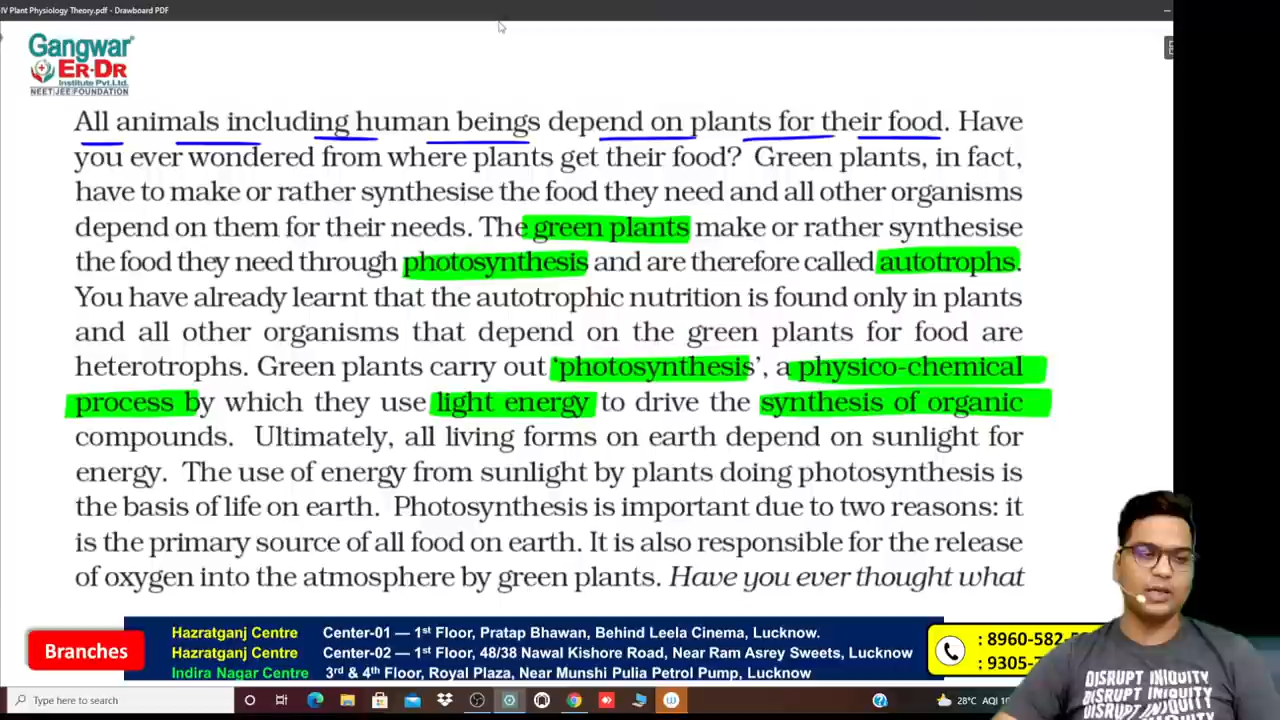 IV Plant Physiology Theory.pdf - Drawboard PDF
Gangwar
ER-DR
Institute Pvt.Ltd.
NEET|JEE|FOUNDATION
All animals including human beings depend on plants for their food. Have
you ever wondered from where plants get their food? Green plants, in fact,
have to make or rather synthesise the food they need and all other organisms
depend on them for their needs. The green plants make or rather synthesise
the food they need through photosynthesis and are therefore called autotrophs.
You have already learnt that the autotrophic nutrition is found only in plants
and all other organisms that depend on the green plants for food are
heterotrophs. Green plants carry out ‘photosynthesis’, a physico-chemical
process by which they use light energy to drive the synthesis of organic
compounds. Ultimately, all living forms on earth depend on sunlight for
energy. The use of energy from sunlight by plants doing photosynthesis is
the basis of life on earth. Photosynthesis is important due to two reasons: it
is the primary source of all food on earth. It is also responsible for the release
of oxygen into the atmosphere by green plants. Have you ever thought what
Branches
Hazratganj Centre Center-01 — 1st Floor, Pratap Bhawan, Behind Leela Cinema, Lucknow.
Hazratganj Centre Center-02 — 1st Floor, 48/38 Nawal Kishore Road, Near Ram Asrey Sweets, Lucknow
Indira Nagar Centre 3rd & 4th Floor, Royal Plaza, Near Munshi Pulia Petrol Pump, Lucknow
: 8960-582-5
: 9305-7
DISRUPT INIQUITY
DISRUPT INIQUITY
DISRUPT INIQUITY
Type here to search
28°C AQI 10